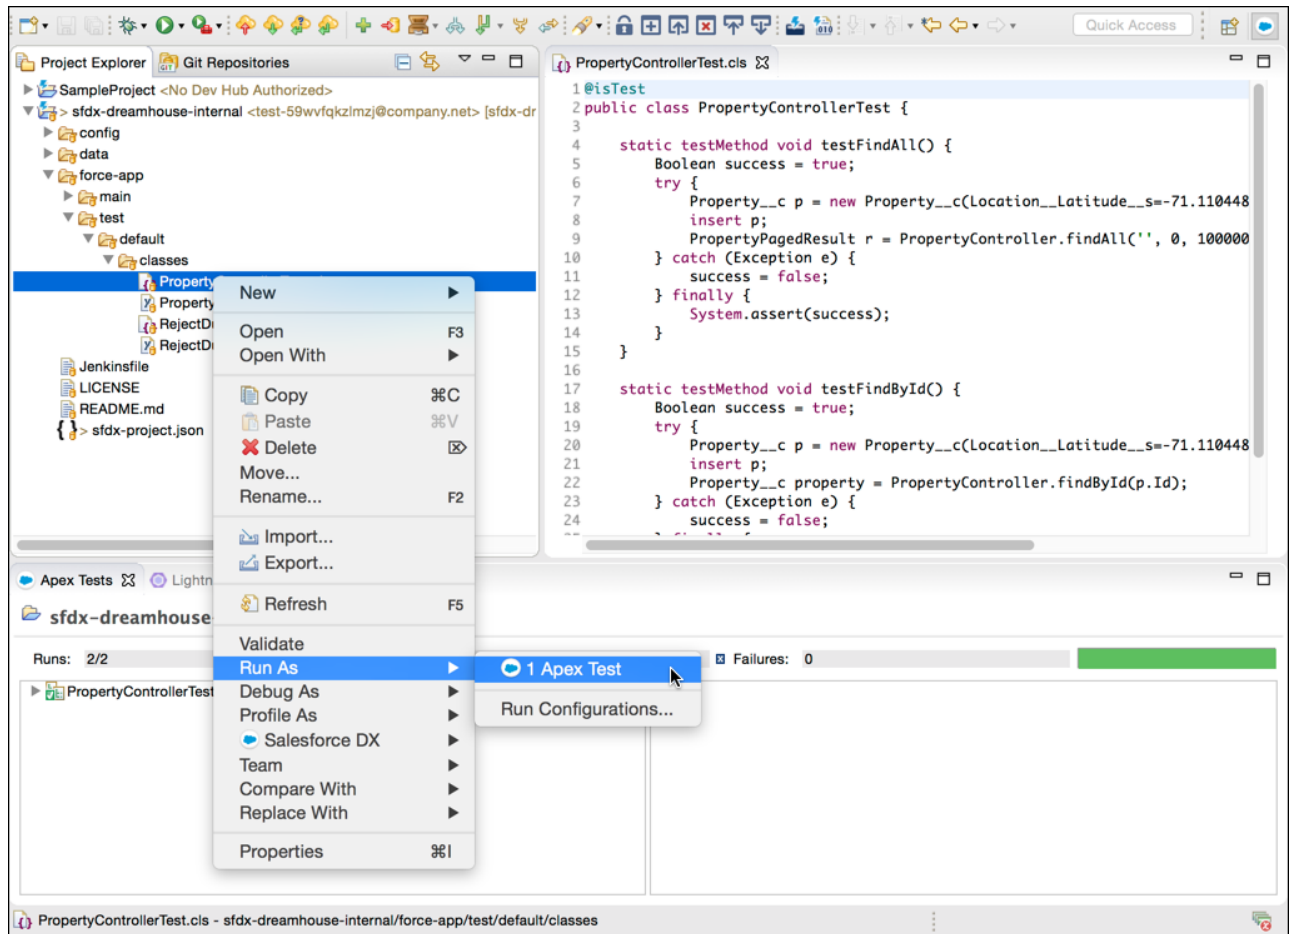 Quick Access
Project Explorer
Git Repositories
PropertyControllerTest.cls
SampleProject <No Dev Hub Authorized>
> sfdx-dreamhouse-internal <test-59wvfqkzlmzj@company.net> [sfdx-dr
config
data
force-app
main
test
default
classes
Property
Property
RejectD
RejectD
Jenkinsfile
LICENSE
README.md
> sfdx-project.json
1 @isTest
2 public class PropertyControllerTest {
3
4 static testMethod void testFindAll() {
5 Boolean success = true;
6 try {
7 Property__c p = new Property__c(Location__Latitude__s=-71.110448
8 insert p;
9 PropertyPagedResult r = PropertyController.findAll('', 0, 100000
10 } catch (Exception e) {
11 success = false;
12 } finally {
13 System.assert(success);
14 }
15 }
16
17 static testMethod void testFindById() {
18 Boolean success = true;
19 try {
20 Property__c p = new Property__c(Location__Latitude__s=-71.110448
21 insert p;
22 Property__c property = PropertyController.findById(p.Id);
23 } catch (Exception e) {
24 success = false;
New
Open F3
Open With
Copy ⌘C
Paste ⌘V
Delete ⌦
Move...
Rename... F2
Import...
Export...
Refresh F5
Validate
Run As
Debug As
Profile As
Salesforce DX
Team
Compare With
Replace With
Properties ⌘I
1 Apex Test
Run Configurations...
Apex Tests
Lightn
sfdx-dreamhouse-
Runs: 2/2
Failures: 0
PropertyControllerTest
PropertyControllerTest.cls - sfdx-dreamhouse-internal/force-app/test/default/classes